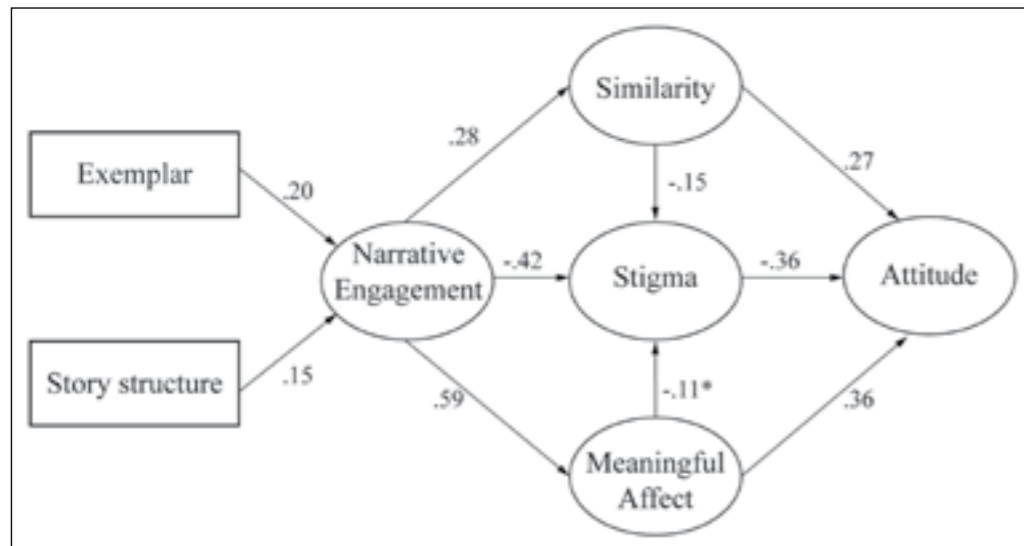 Similarity
.28
.27
Exemplar
-.15
.20
Narrative
Engagement
-.42
Stigma
-.36
Attitude
Story structure
.15
.59
-.11*
.36
Meaningful
Affect